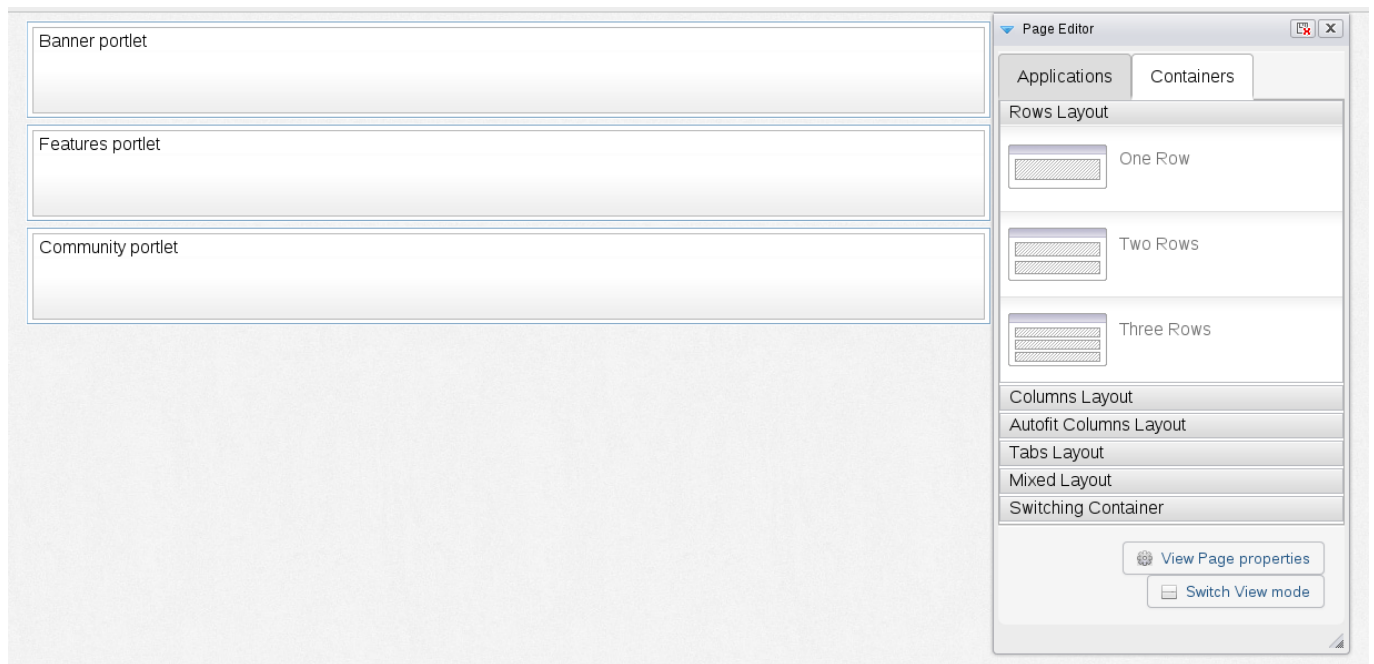 Banner portlet
Features portlet
Community portlet
Page Editor
Applications
Containers
Rows Layout
One Row
Two Rows
Three Rows
Columns Layout
Autofit Columns Layout
Tabs Layout
Mixed Layout
Switching Container
View Page properties
Switch View mode